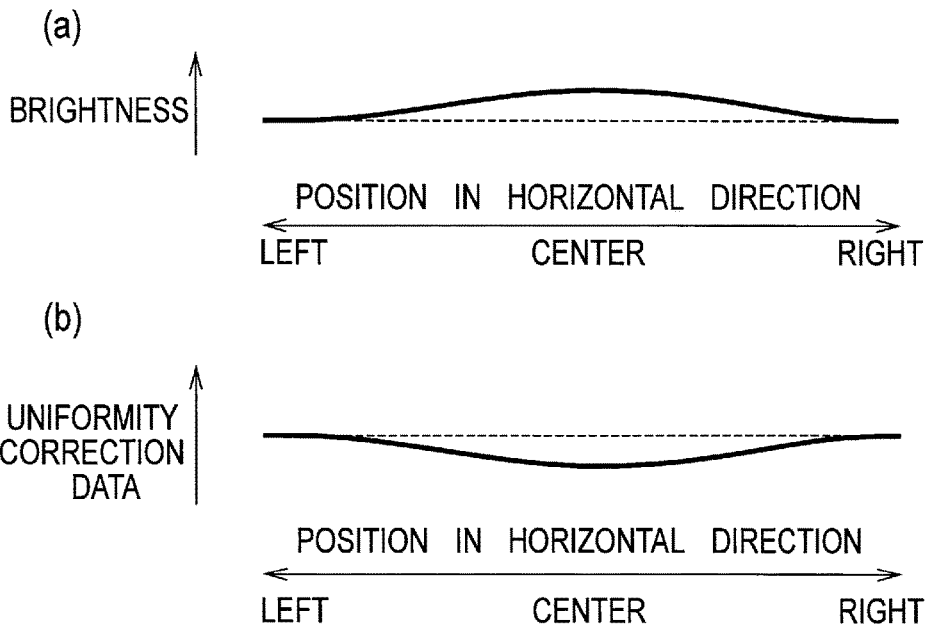 (a)
BRIGHTNESS
POSITION IN HORIZONTAL DIRECTION
LEFT CENTER RIGHT
(b)
UNIFORMITY
CORRECTION
DATA
POSITION IN HORIZONTAL DIRECTION
LEFT CENTER RIGHT